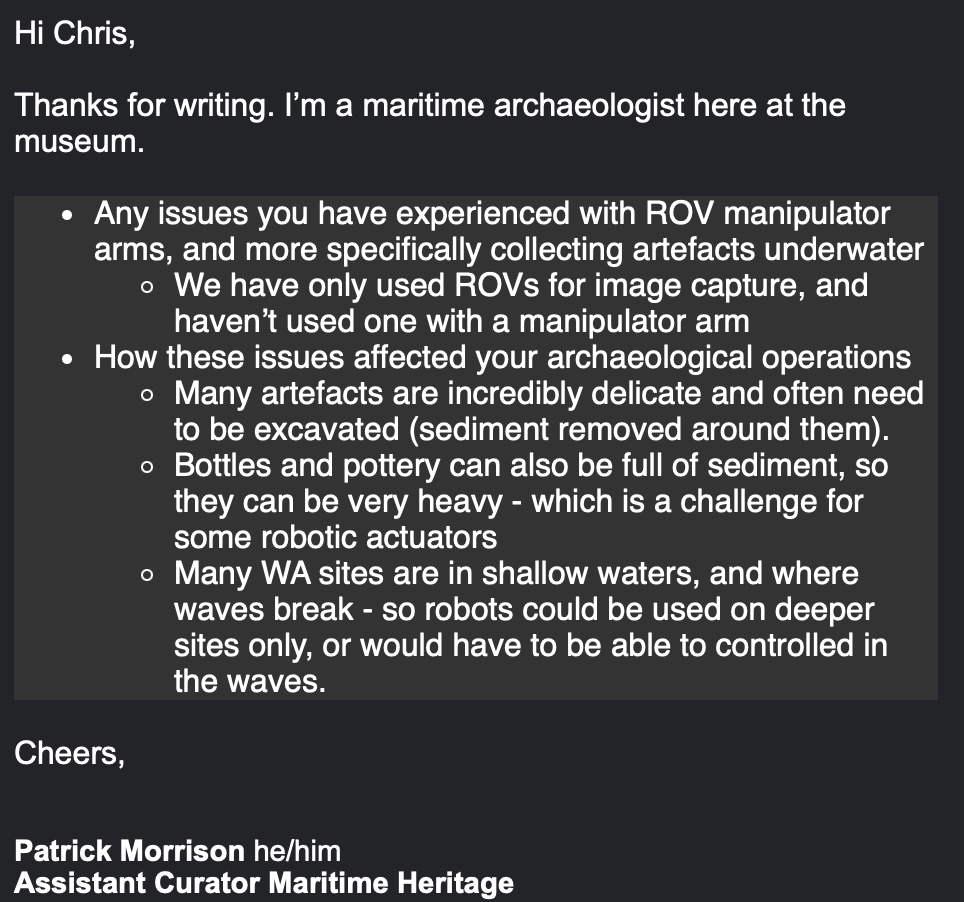 Hi Chris,
Thanks for writing. I’m a maritime archaeologist here at the
museum.
• Any issues you have experienced with ROV manipulator
arms, and more specifically collecting artefacts underwater
◦ We have only used ROVs for image capture, and
haven’t used one with a manipulator arm
• How these issues affected your archaeological operations
◦ Many artefacts are incredibly delicate and often need
to be excavated (sediment removed around them).
◦ Bottles and pottery can also be full of sediment, so
they can be very heavy - which is a challenge for
some robotic actuators
◦ Many WA sites are in shallow waters, and where
waves break - so robots could be used on deeper
sites only, or would have to be able to controlled in
the waves.
Cheers,
Patrick Morrison he/him
Assistant Curator Maritime Heritage